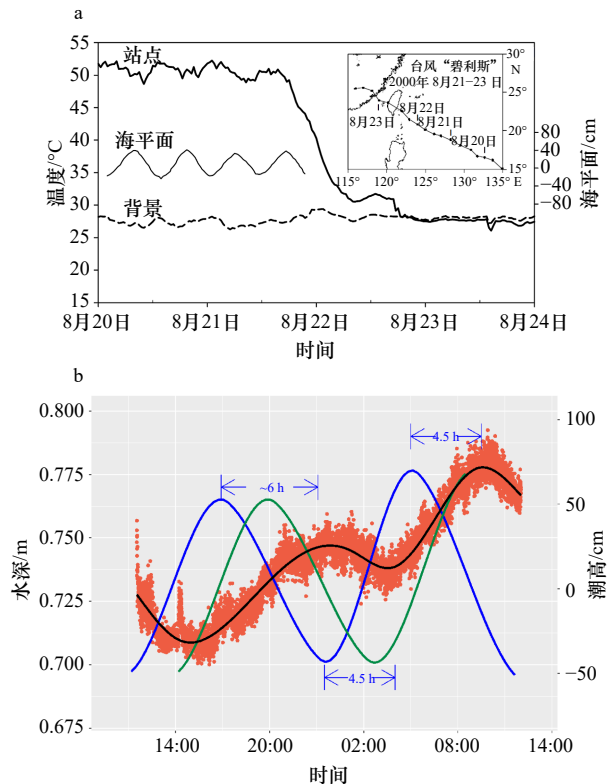 a
55
50
45
40
35
30
25
20
15
温度/°C
站点
海平面
背景
台风“碧利斯”
2000年 8月21−23 日
8月23日
8月22日
8月21日
8月20日
30°
N
25°
20°
15°
115° 120° 125° 130° 135° E
80
40
0
−40
−80
海平面/cm
8月20日 8月21日 8月22日 8月23日 8月24日
时间
b
0.800
0.775
0.750
0.725
0.700
0.675
水深/m
4.5 h
~6 h
4.5 h
100
50
0
−50
潮高/cm
14:00 20:00 02:00 08:00 14:00
时间